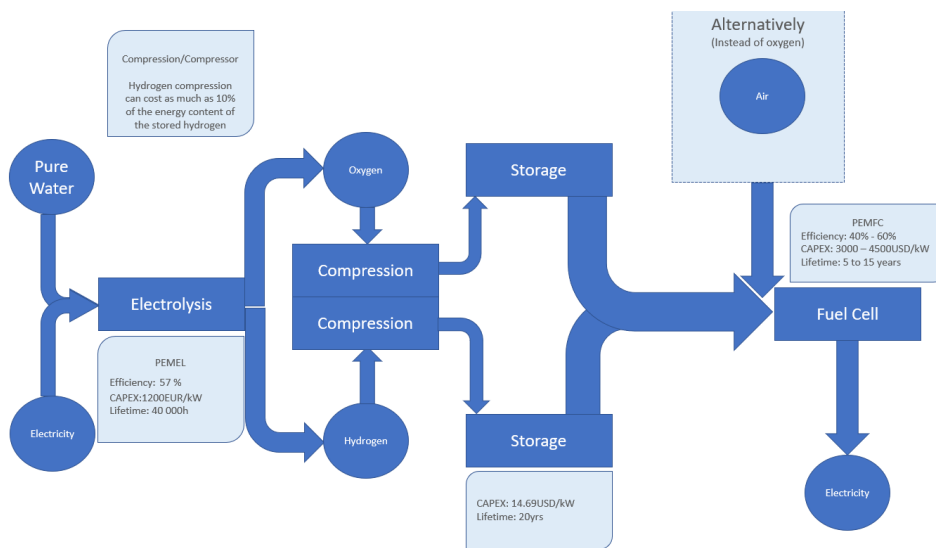 Alternatively
(Instead of oxygen)
Air
Compression/Compressor
Hydrogen compression
can cost as much as 10%
of the energy content of
the stored hydrogen
Pure
Water
Oxygen
Storage
PEMFC
Efficiency: 40% - 60%
CAPEX: 3000 – 4500USD/kW
Lifetime: 5 to 15 years
Compression
Electrolysis
Compression
Fuel Cell
PEMEL
Efficiency: 57 %
CAPEX:1200EUR/kW
Lifetime: 40 000h
Electricity
Hydrogen
Storage
CAPEX: 14.69USD/kW
Lifetime: 20yrs
Electricity